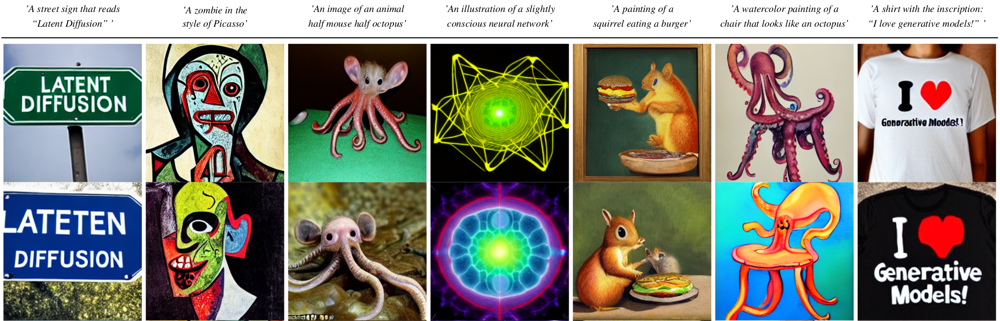 ’A street sign that reads
“Latent Diffusion” ’
’A zombie in the
style of Picasso’
’An image of an animal
half mouse half octopus’
’An illustration of a slightly
conscious neural network’
’A painting of a
squirrel eating a burger’
’A watercolor painting of a
chair that looks like an octopus’
’A shirt with the inscription:
“I love generative models!” ’
LATENT
DIFFUSION
I
LATETEN
DIFFUSION
I
Generative
Models!